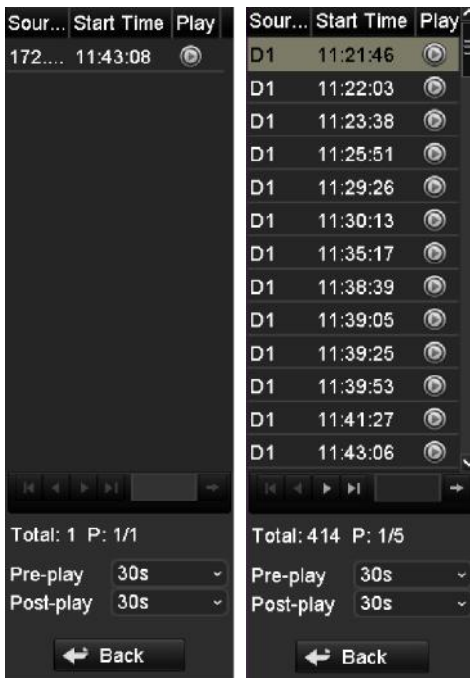 Sour... Start Time Play
172.... 11:43:08
Total: 1 P: 1/1
Pre-play 30s
Post-play 30s
Back
Sour... Start Time Play
D1 11:21:46
D1 11:22:03
D1 11:23:38
D1 11:25:51
D1 11:29:26
D1 11:30:13
D1 11:35:17
D1 11:38:39
D1 11:39:05
D1 11:39:25
D1 11:39:53
D1 11:41:27
D1 11:43:06
Total: 414 P: 1/5
Pre-play 30s
Post-play 30s
Back